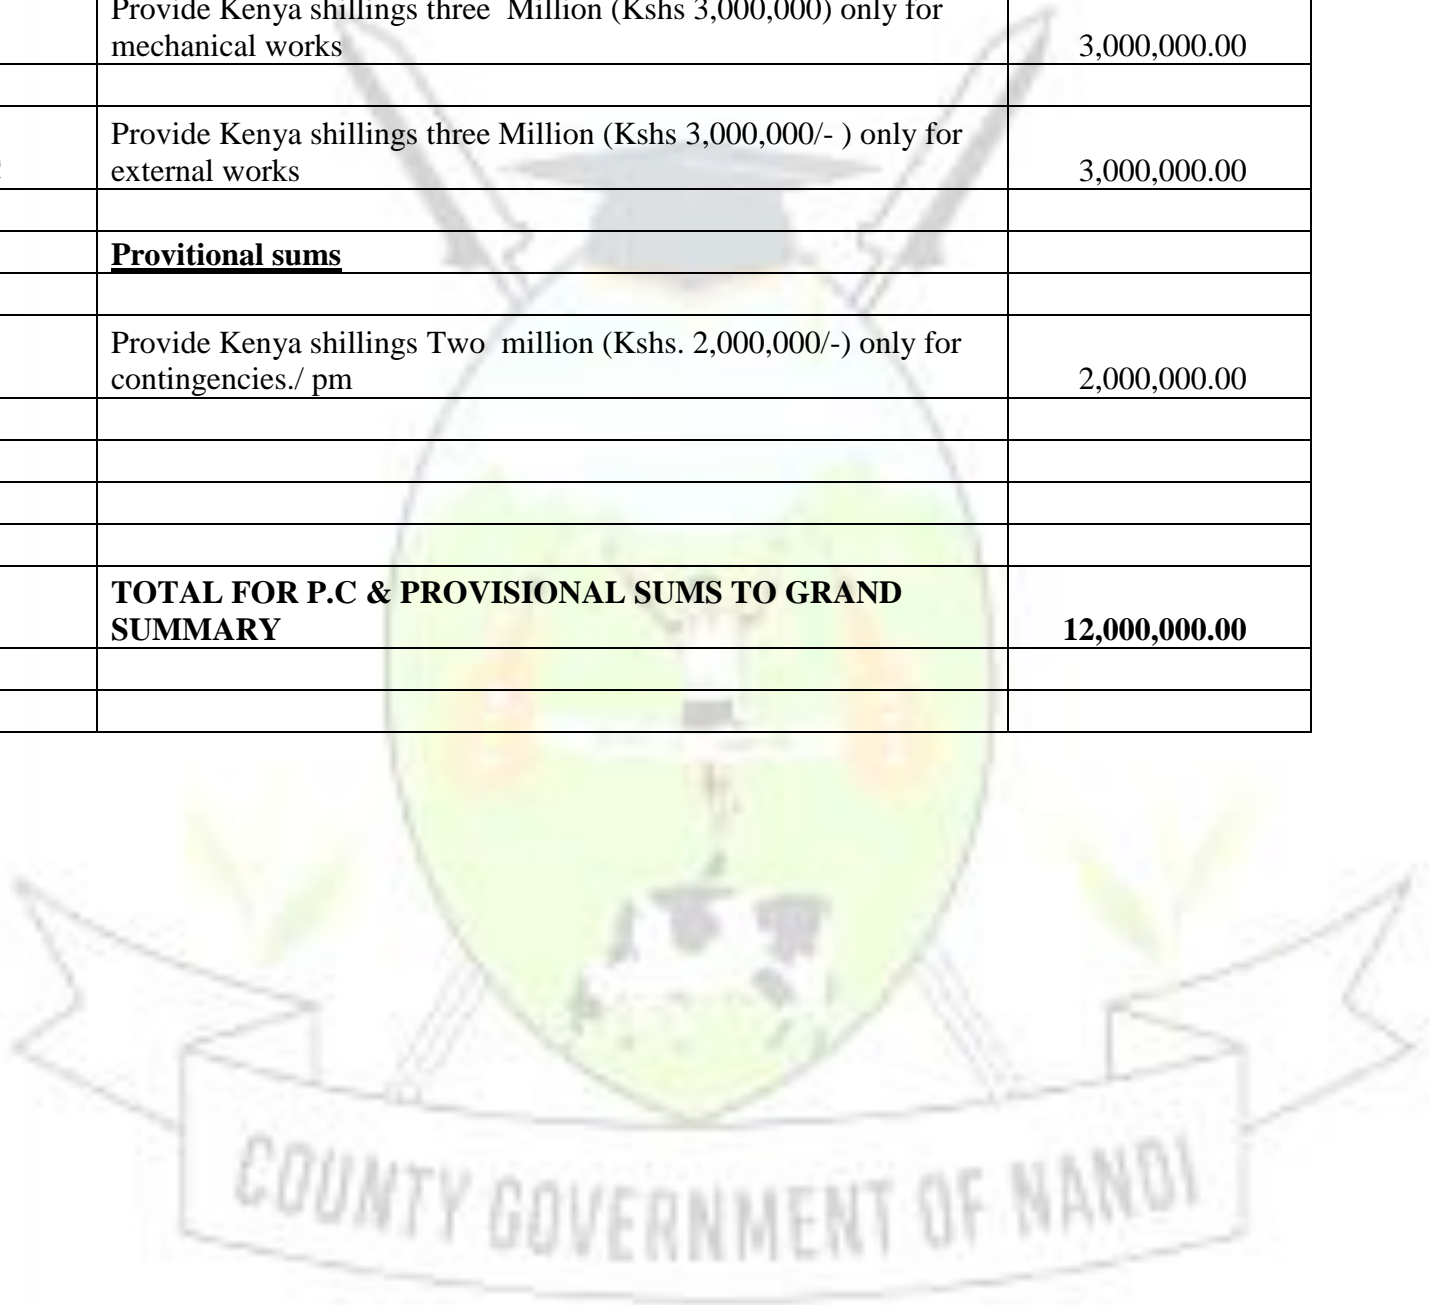 Provide Kenya shillings three  Million (Kshs 3,000,000) only for
mechanical works
3,000,000.00
Provide Kenya shillings three Million (Kshs 3,000,000/- ) only for
external works
3,000,000.00
Provitional sums
Provide Kenya shillings Two  million (Kshs. 2,000,000/-) only for
contingencies./ pm
2,000,000.00
TOTAL FOR P.C & PROVISIONAL SUMS TO GRAND
SUMMARY
12,000,000.00
COUNTY GOVERNMENT OF NANDI